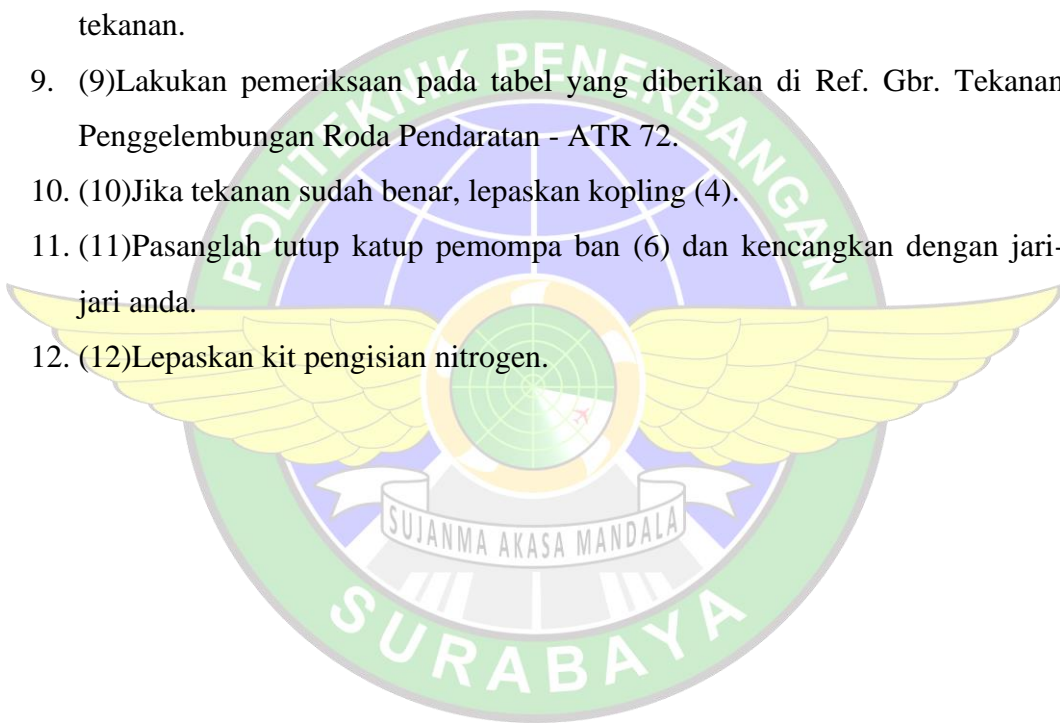 tekanan.
9. (9)Lakukan pemeriksaan pada tabel yang diberikan di Ref. Gbr. Tekanan
Penggelembungan Roda Pendaratan - ATR 72.
10. (10)Jika tekanan sudah benar, lepaskan kopling (4).
11. (11)Pasanglah tutup katup pemompa ban (6) dan kencangkan dengan jari-
jari anda.
12. (12)Lepaskan kit pengisian nitrogen.
POLITEKNIK PENERBANGAN
SUJANMA AKASA MANDALA
SURABAYA